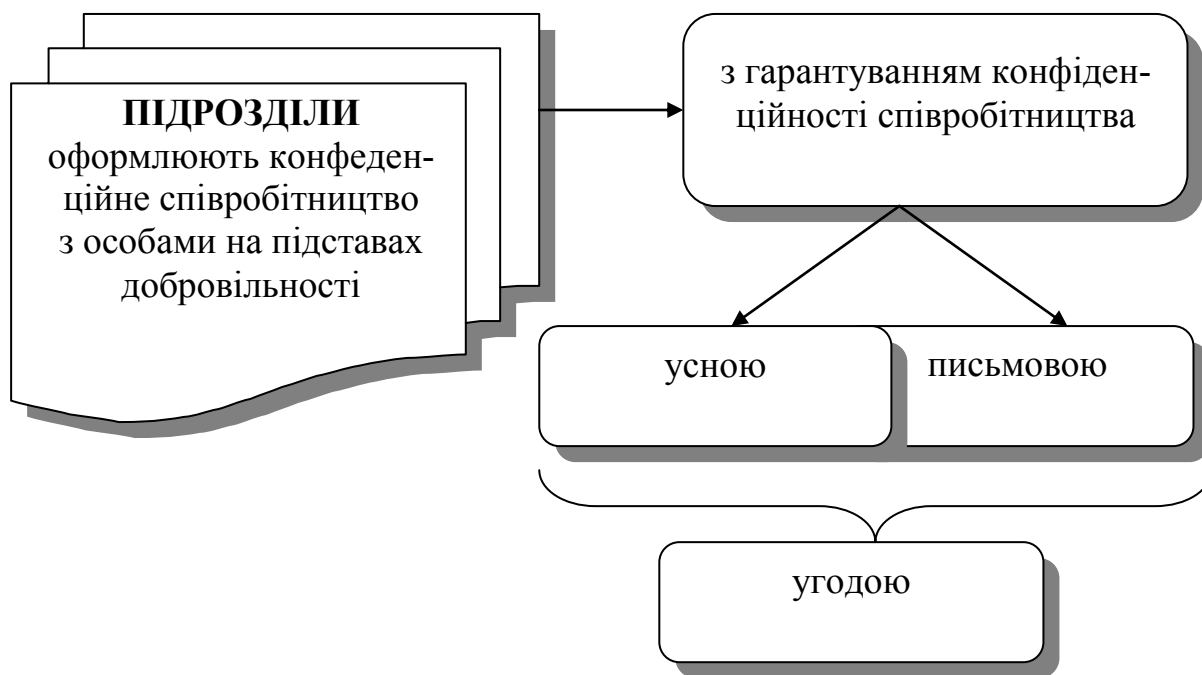 ПІДРОЗДІЛИ
оформлюють конфеден-
ційне співробітництво
з особами на підставах
добровільності
з гарантуванням конфіден-
ційності співробітництва
усною
письмовою
угодою